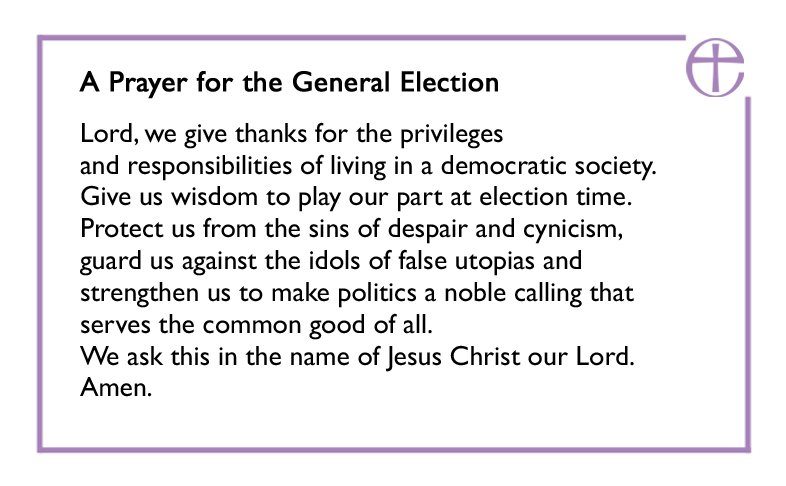 A Prayer for the General Election
Lord, we give thanks for the privileges
and responsibilities of living in a democratic society.
Give us wisdom to play our part at election time.
Protect us from the sins of despair and cynicism,
guard us against the idols of false utopias and
strengthen us to make politics a noble calling that
serves the common good of all.
We ask this in the name of Jesus Christ our Lord.
Amen.